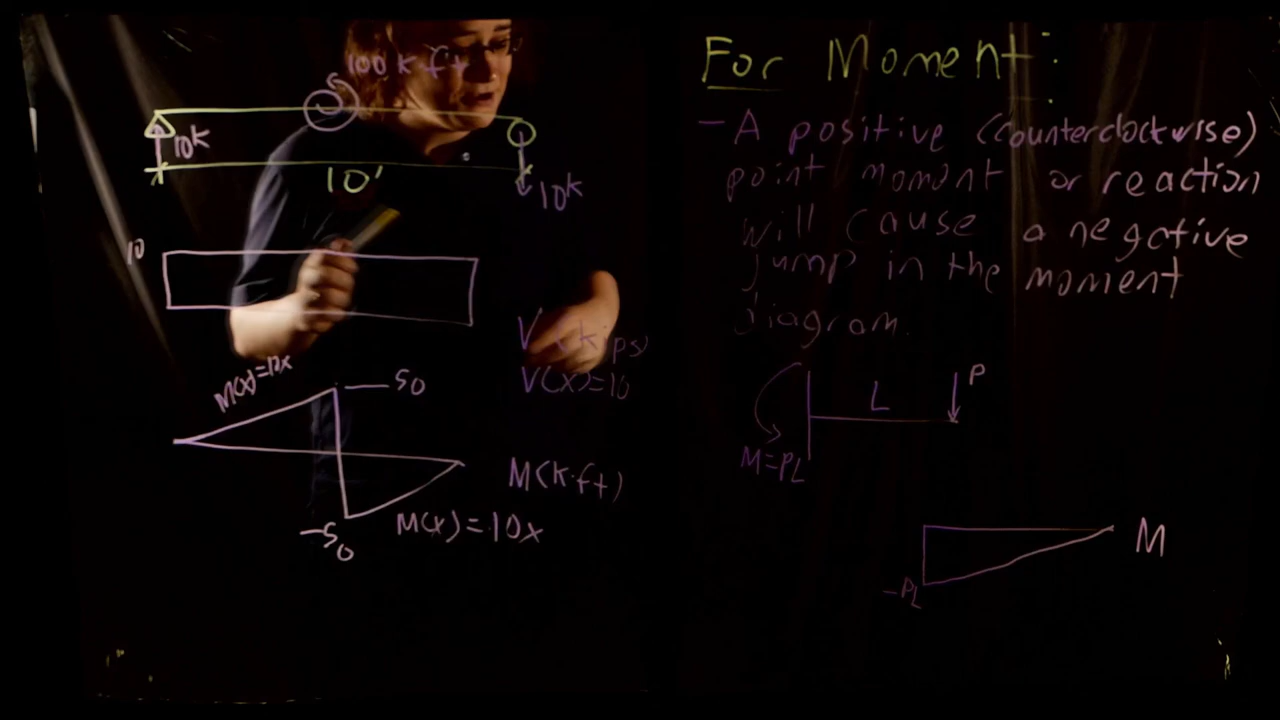 100 k ft
10k
10'
10k
10
V (kips)
V(x)=10
M(x)=10x
50
M(k·ft)
-50
M(x)=10x
For Moment:
- A positive (counterclockwise)
point moment or reaction
will cause a negative
jump in the moment
diagram.
L
P
M=PL
M
-PL